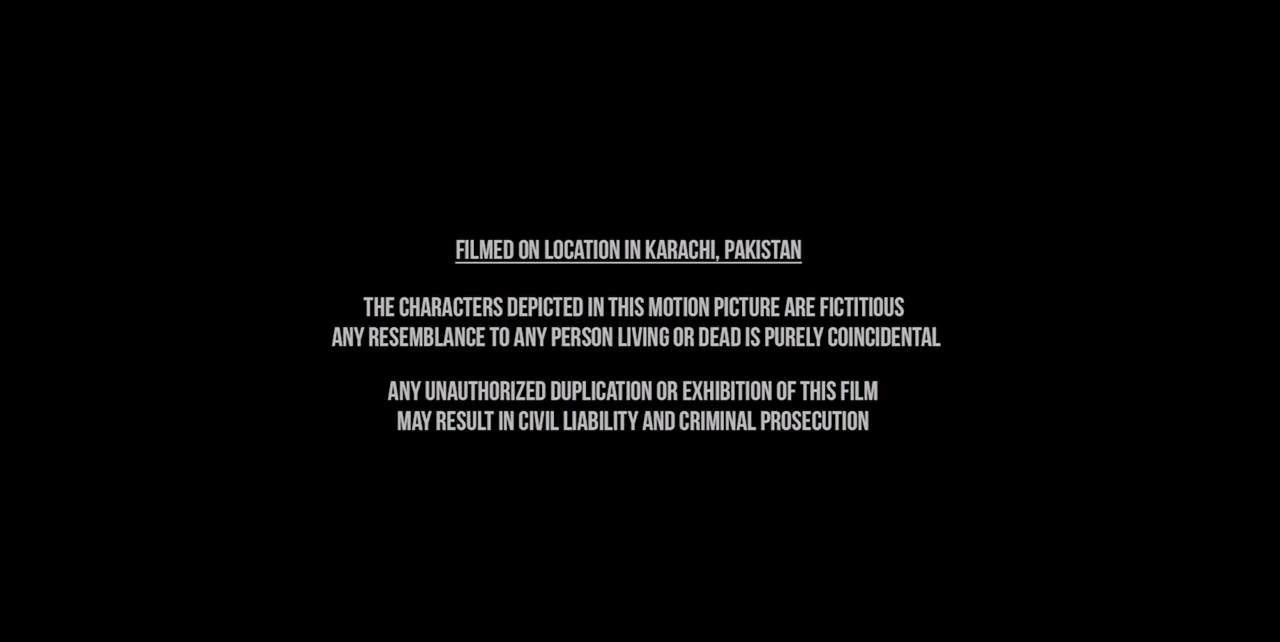 FILMED ON LOCATION IN KARACHI, PAKISTAN
THE CHARACTERS DEPICTED IN THIS MOTION PICTURE ARE FICTITIOUS
ANY RESEMBLANCE TO ANY PERSON LIVING OR DEAD IS PURELY COINCIDENTAL
ANY UNAUTHORIZED DUPLICATION OR EXHIBITION OF THIS FILM
MAY RESULT IN CIVIL LIABILITY AND CRIMINAL PROSECUTION